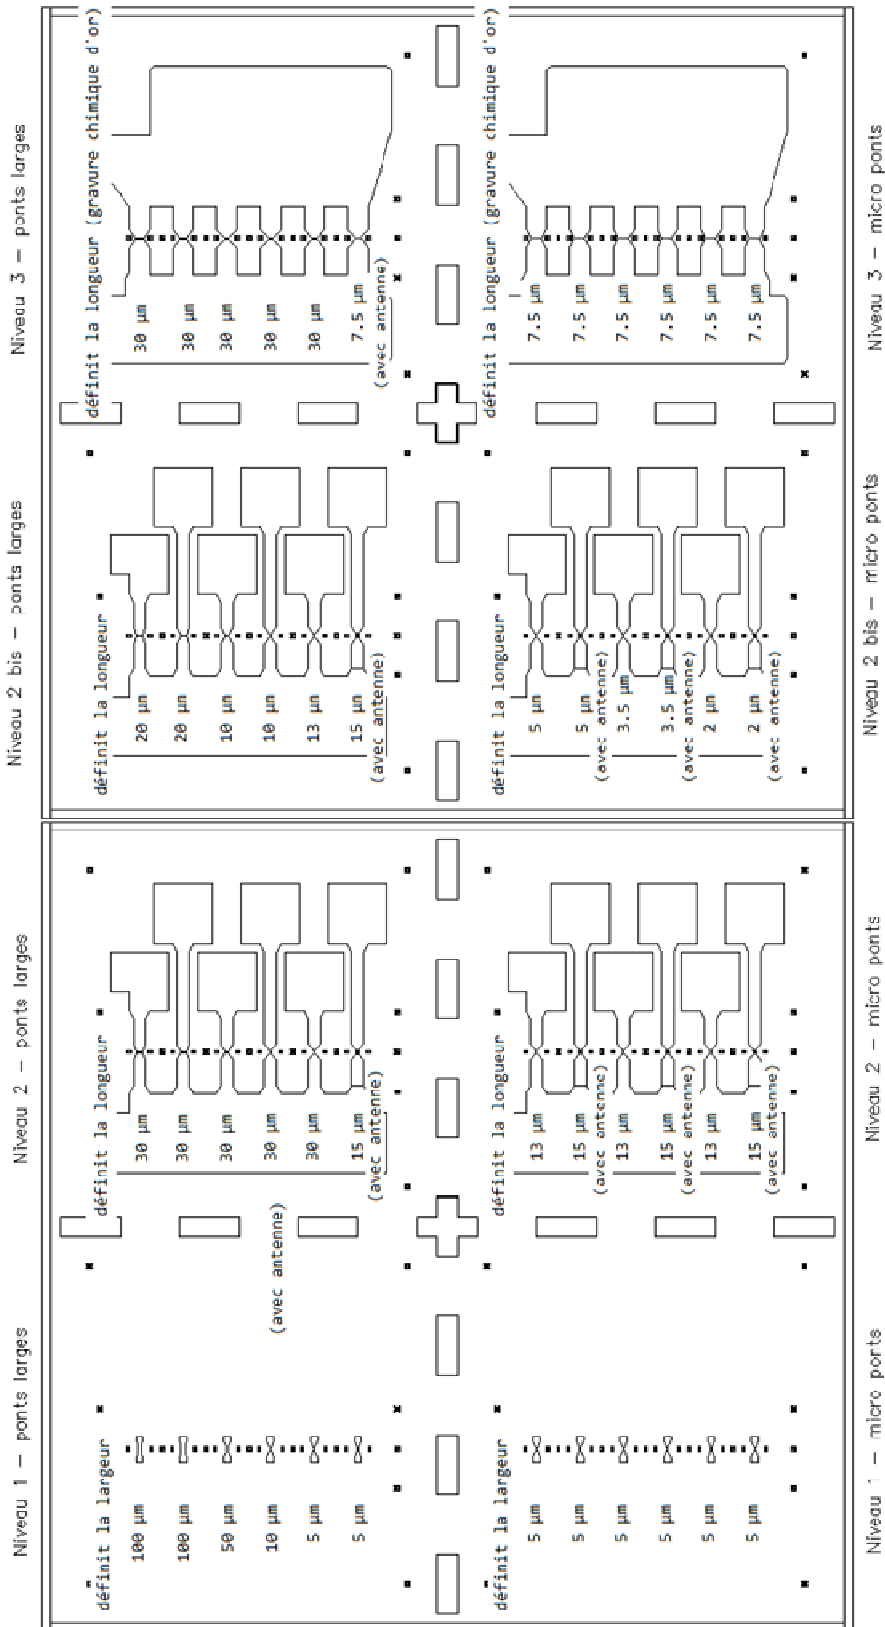 Niveau 1 – ponts larges
définit la largeur
100 µm
100 µm
50 µm
10 µm
(avec antenne)
5 µm
5 µm
Niveau 2 – ponts larges
définit la longueur
30 µm
30 µm
30 µm
30 µm
30 µm
15 µm
(avec antenne)
Niveau 2 bis – ponts larges
définit la longueur
20 µm
20 µm
10 µm
10 µm
13 µm
15 µm
(avec antenne)
Niveau 3 – ponts larges
définit la longueur (gravure chimique d'or)
30 µm
30 µm
30 µm
30 µm
30 µm
7.5 µm
(avec antenne)
définit la largeur
5 µm
5 µm
5 µm
5 µm
5 µm
5 µm
Niveau 1 – micro ponts
définit la longueur
13 µm
15 µm
(avec antenne)
13 µm
15 µm
(avec antenne)
13 µm
15 µm
(avec antenne)
Niveau 2 – micro ponts
définit la longueur
5 µm
5 µm
(avec antenne)
3.5 µm
3.5 µm
(avec antenne)
2 µm
2 µm
(avec antenne)
Niveau 2 bis – micro ponts
définit la longueur (gravure chimique d'or)
7.5 µm
7.5 µm
7.5 µm
7.5 µm
7.5 µm
7.5 µm
Niveau 3 – micro ponts